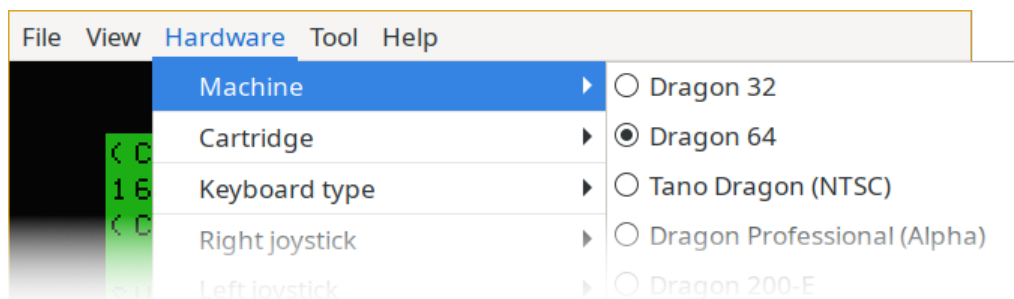 File View Hardware Tool Help
Machine
Cartridge
Keyboard type
Right joystick
Left joystick
Dragon 32
Dragon 64
Tano Dragon (NTSC)
Dragon Professional (Alpha)
Dragon 200-E
(C
16
(C